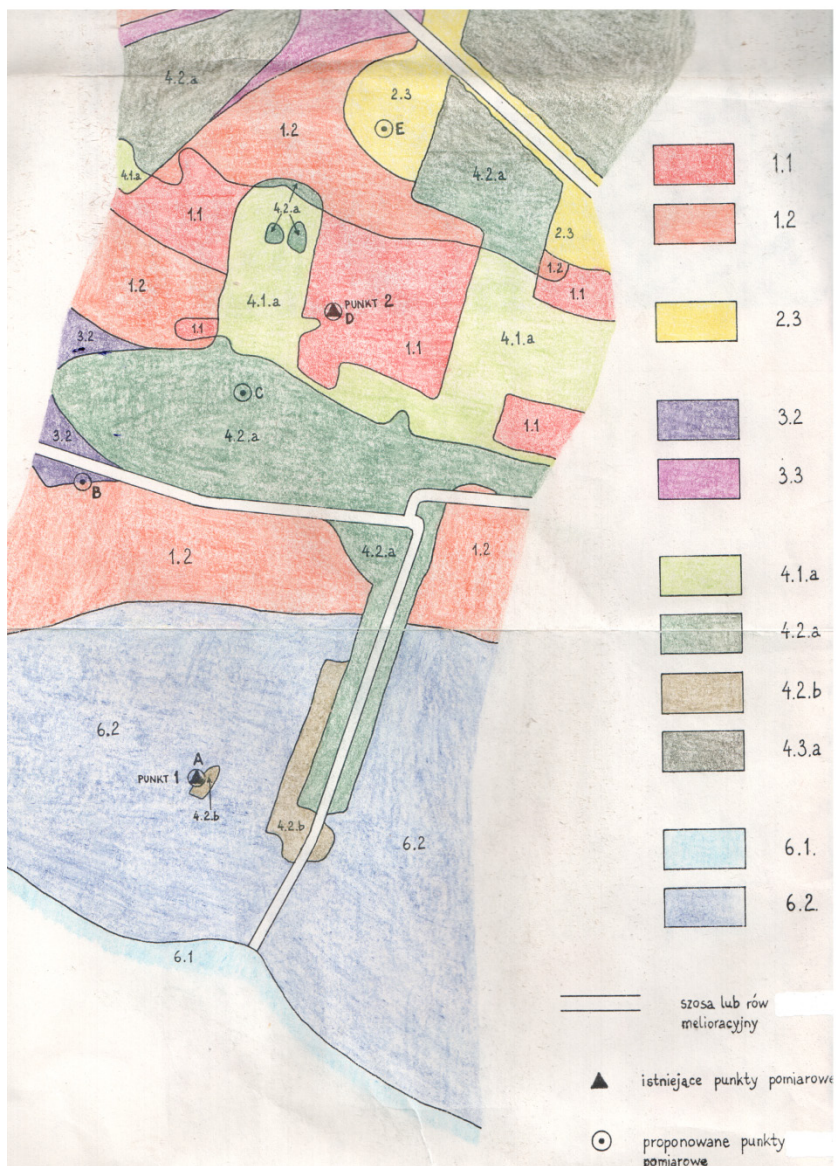 4.2.a
2.3
E
1.2
4.2.a
4.1.a
4.2.a
1.1
2.3
1.2
1.1
1.2
4.1.a
PUNKT 2
D
4.1.a
1.1
1.1
3.2
C
1.1
4.2.a
3.2
B
1.2
4.2.a
1.2
6.2
A
PUNKT 1
4.2.b
4.2.b
6.2
6.1
1.1
1.2
2.3
3.2
3.3
4.1.a
4.2.a
4.2.b
4.3.a
6.1.
6.2.
szosa lub rów
melioracyjny
istniejące punkty pomiarowe
proponowane punkty
pomiarowe